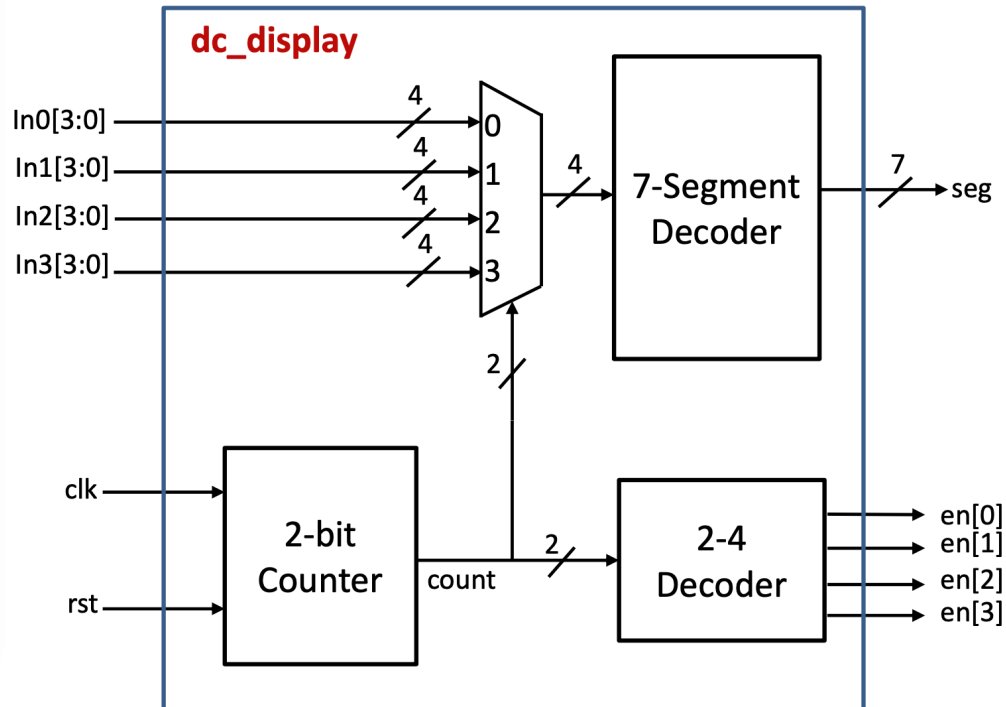 dc_display
In0[3:0]
4
0
In1[3:0]
4
1
In2[3:0]
4
2
In3[3:0]
4
3
4
7-Segment
Decoder
7
seg
2
clk
rst
2-bit
Counter
count
2
2-4
Decoder
en[0]
en[1]
en[2]
en[3]